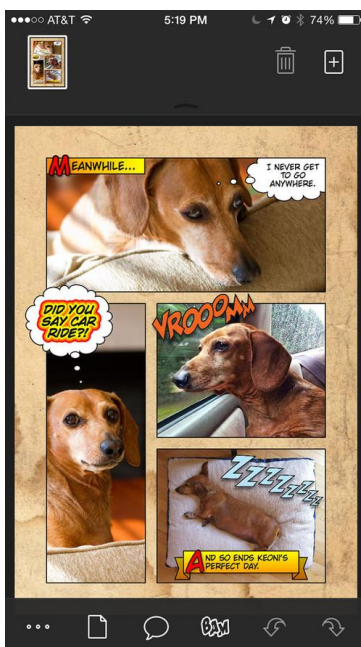 AT&T
5:19 PM
74%
MEANWHILE...
I NEVER GET
TO GO
ANYWHERE.
DID YOU
SAY CAR
RIDE?!
VROOOMM
ZZZZZZZZ
AND SO ENDS KEONI'S
PERFECT DAY.
BAM